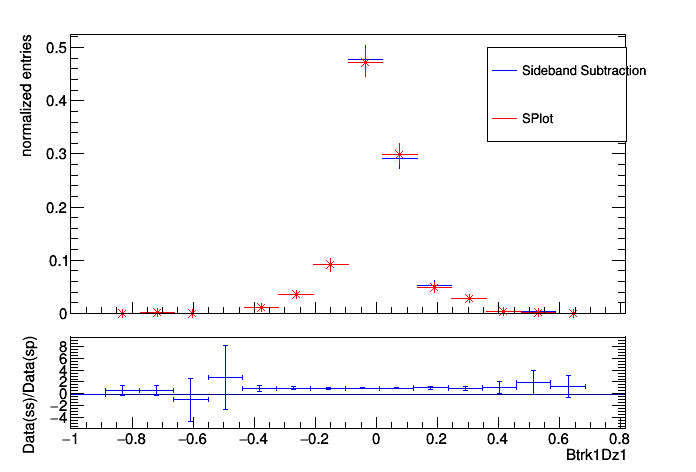 normalized entries
0.5
0.4
0.3
0.2
0.1
0
Sideband Subtraction
SPlot
Data(ss)/Data(sp)
8
6
4
2
0
−2
−4
−1 −0.8 −0.6 −0.4 −0.2 0 0.2 0.4 0.6 0.8
Btrk1Dz1